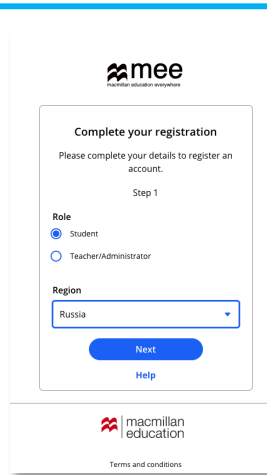 mee
macmillan education everywhere
Complete your registration
Please complete your details to register an
account.
Step 1
Role
Student
Teacher/Administrator
Region
Russia
Next
Help
macmillan
education
Terms and conditions